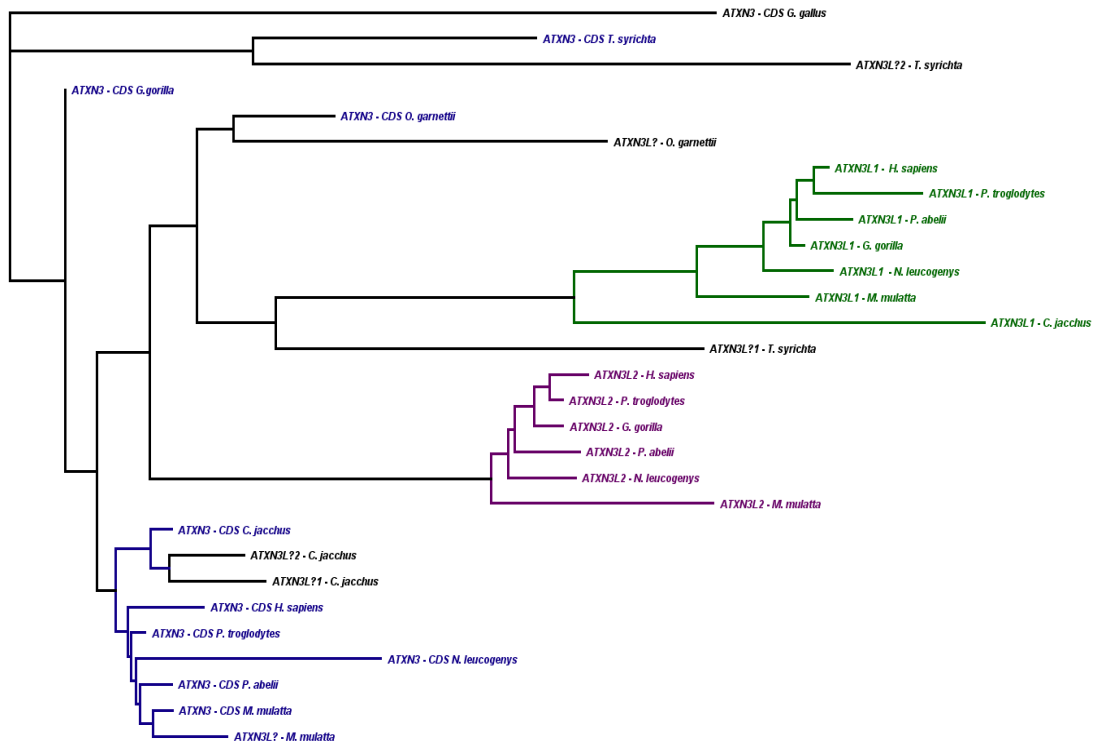 ATXN3 - CDS G. gallus
ATXN3 - CDS T. syrichta
ATXN3L?2 - T. syrichta
ATXN3 - CDS G.gorilla
ATXN3 - CDS O. garnettii
ATXN3L? - O. garnettii
ATXN3L1 - H. sapiens
ATXN3L1 - P. troglodytes
ATXN3L1 - P. abelii
ATXN3L1 - G. gorilla
ATXN3L1 - N. leucogenys
ATXN3L1 - M. mulatta
ATXN3L1 - C. jacchus
ATXN3L?1 - T. syrichta
ATXN3L2 - H. sapiens
ATXN3L2 - P. troglodytes
ATXN3L2 - G. gorilla
ATXN3L2 - P. abelii
ATXN3L2 - N. leucogenys
ATXN3L2 - M. mulatta
ATXN3 - CDS C. jacchus
ATXN3L?2 - C. jacchus
ATXN3L?1 - C. jacchus
ATXN3 - CDS H. sapiens
ATXN3 - CDS P. troglodytes
ATXN3 - CDS N. leucogenys
ATXN3 - CDS P. abelii
ATXN3 - CDS M. mulatta
ATXN3L? - M. mulatta